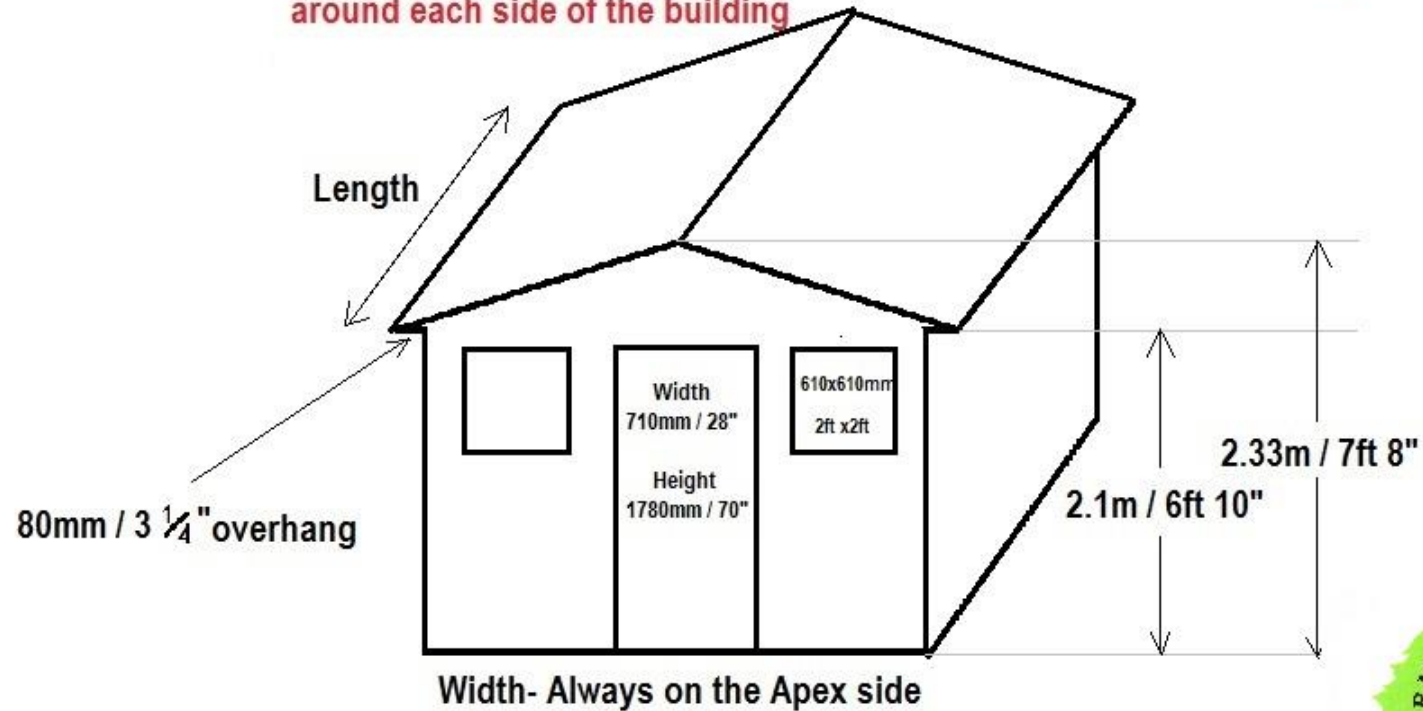 around each side of the building
Length
Width
710mm / 28"
Height
1780mm / 70"
610x610mm
2ft x2ft
80mm / 3 ¼ "overhang
2.33m / 7ft 8"
2.1m / 6ft 10"
Width- Always on the Apex side